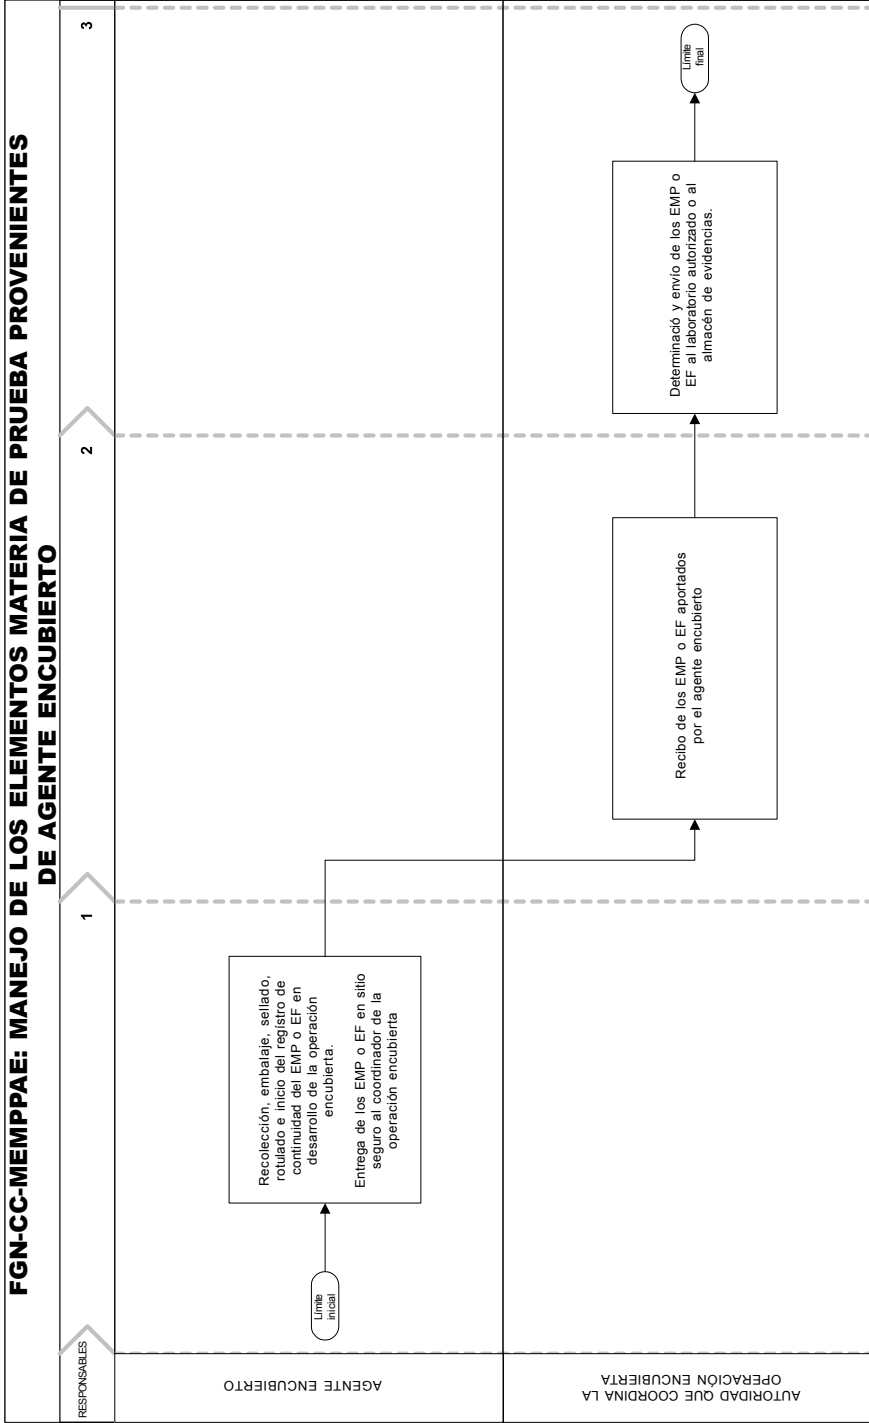 FGN-CC-MEMPPAE: MANEJO DE LOS ELEMENTOS MATERIA DE PRUEBA PROVENIENTES
DE AGENTE ENCUBIERTO
RESPONSABLES
1
2
3
AGENTE ENCUBIERTO
Límite
inicial
Recolección, embalaje, sellado,
rotulado e inicio del registro de
continuidad del EMP o EF en
desarrollo de la operación
encubierta.
Entrega de los EMP o EF en sitio
seguro al coordinador de la
operación encubierta
AUTORIDAD QUE COORDINA LA
OPERACIÓN ENCUBIERTA
Recibo de los EMP o EF aportados
por el agente encubierto
Determinació y envío de los EMP o
EF al laboratorio autorizado o al
almacén de evidencias.
Límite
final